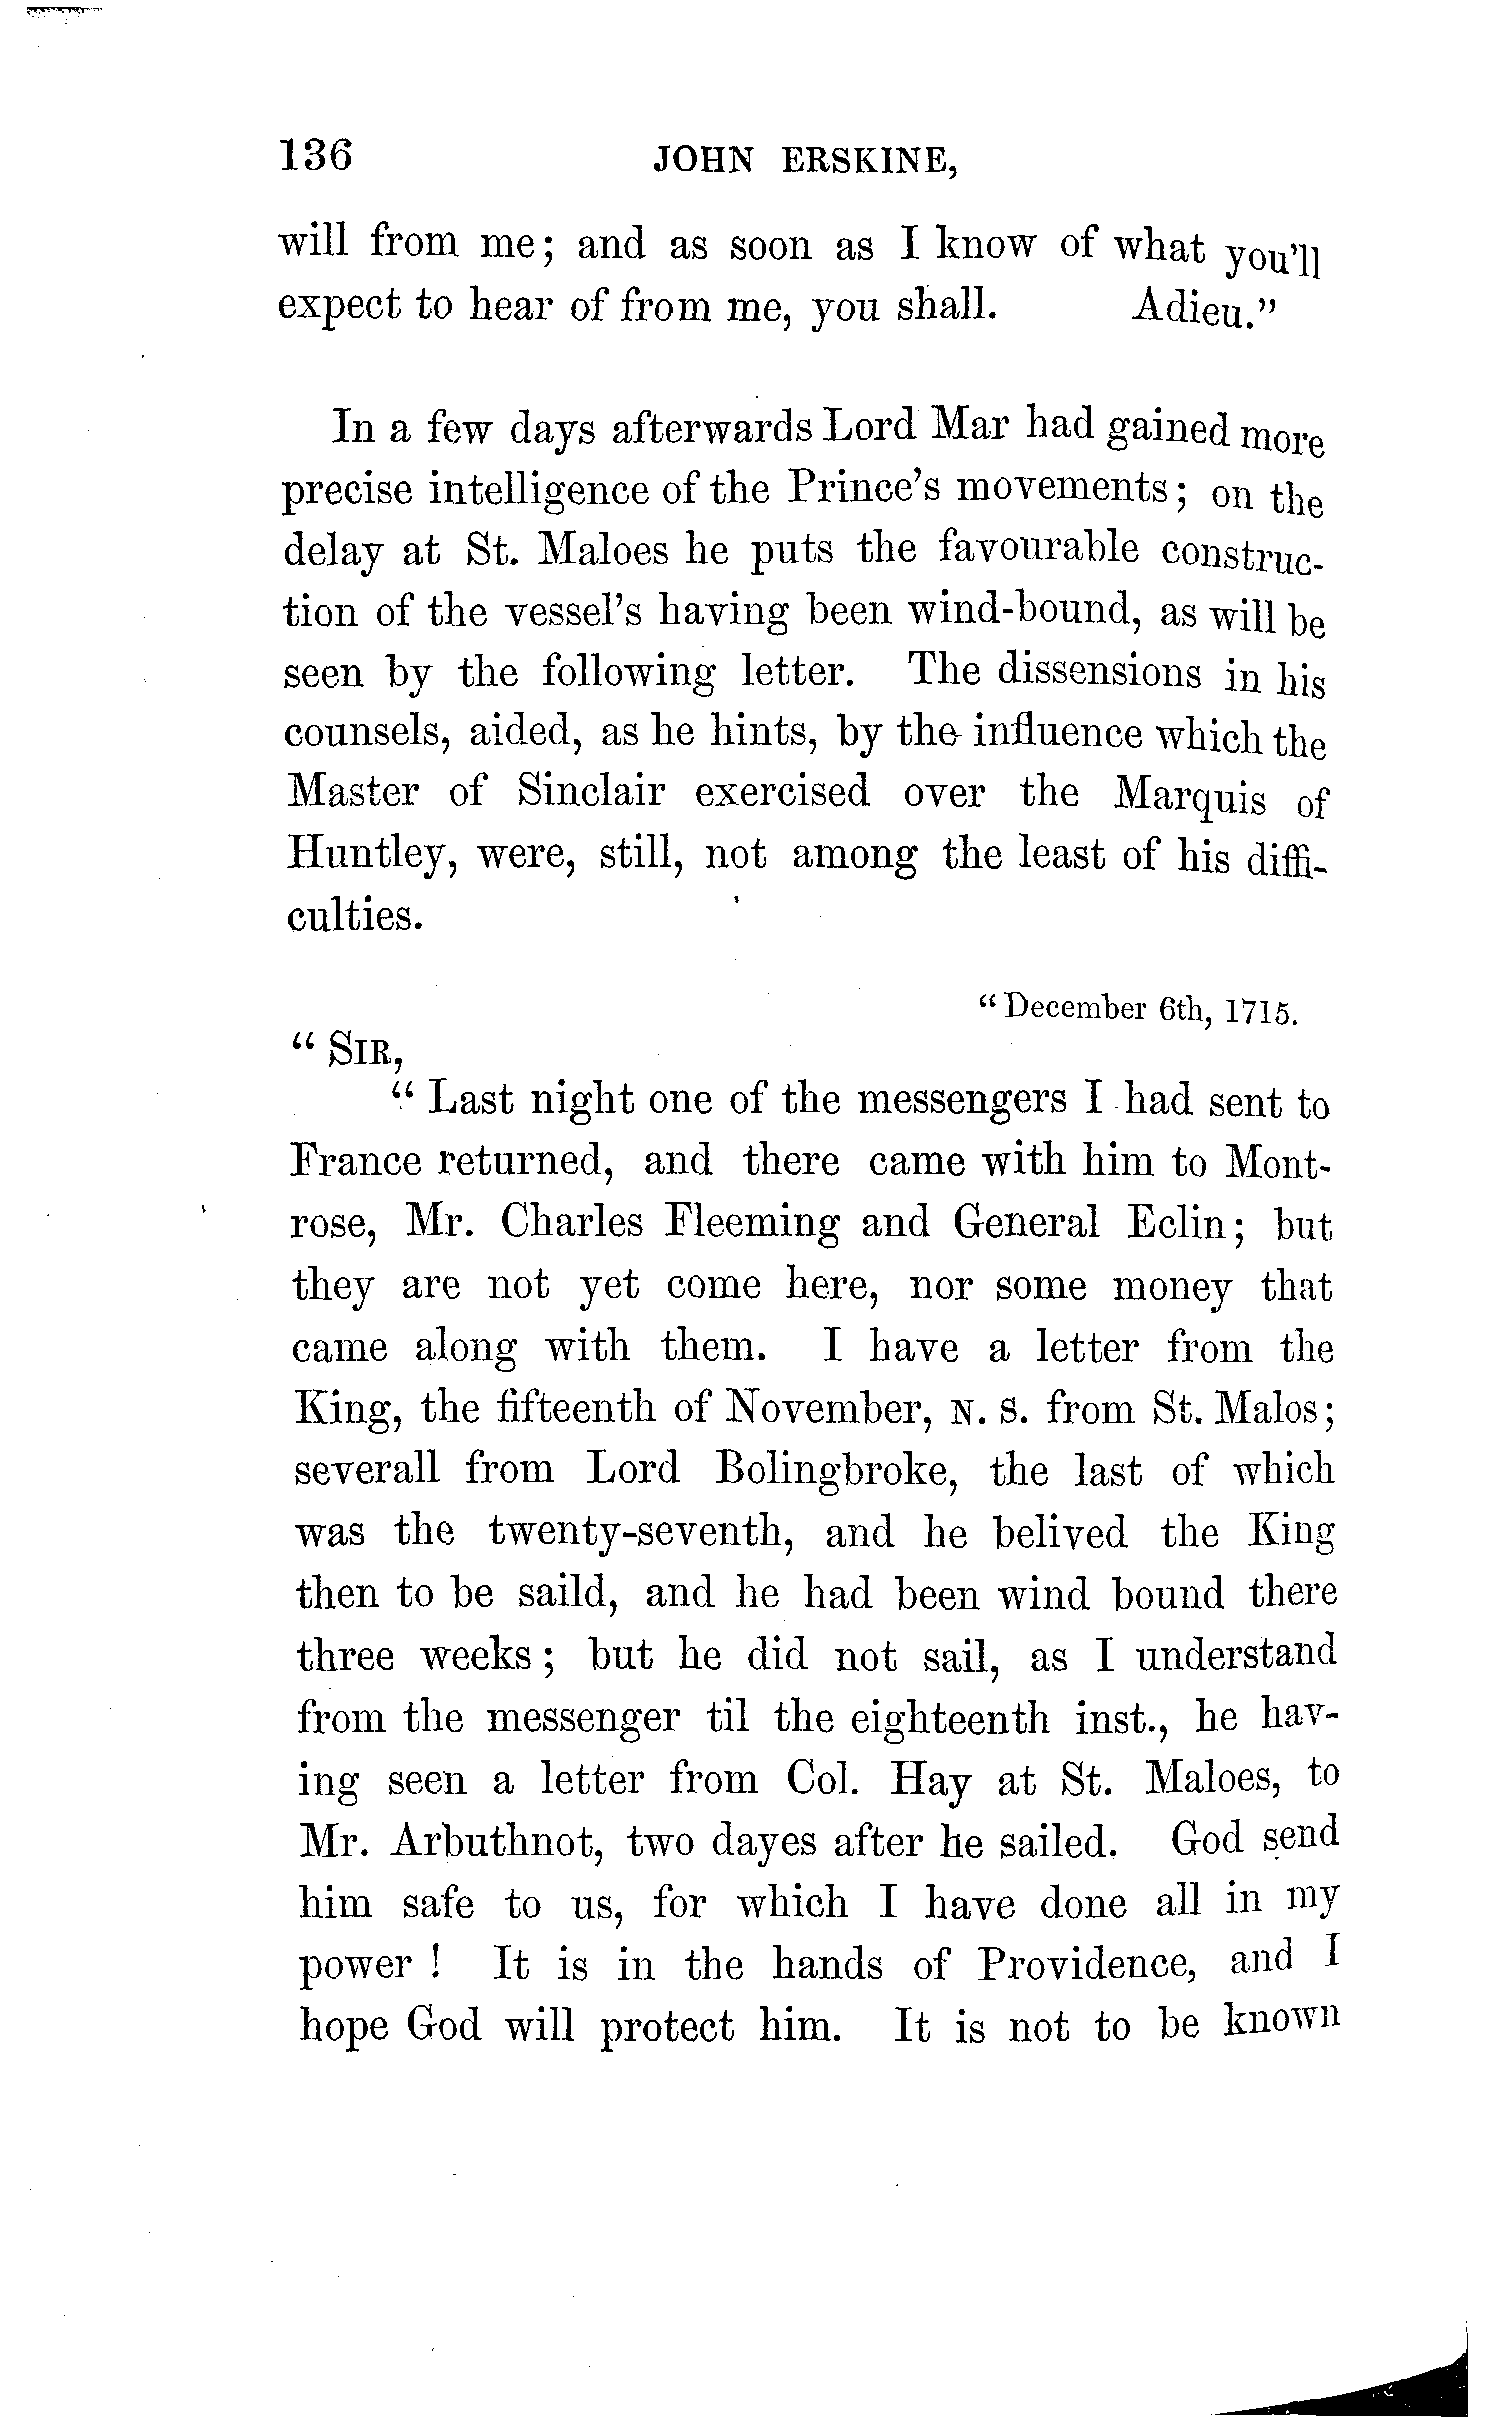 136 JOHN ERSKINE,
will from me; and as soon as I know of what you'll
expect to hear of from me, you shall. Adieu."
In a few days afterwards Lord Mar had gained more
precise intelligence of the Prince's movements; on the
delay at St. Maloes he puts the favourable construc-
tion of the vessel's having been wind-bound, as will be
seen by the following letter. The dissensions in his
counsels, aided, as he hints, by the influence which the
Master of Sinclair exercised over the Marquis of
Huntley, were, still, not among the least of his diffi-
culties.
"December 6th, 1715.
"SIR,
"Last night one of the messengers I had sent to
France returned, and there came with him to Mont-
rose, Mr. Charles Fleeming and General Eclin; but
they are not yet come here, nor some money that
came along with them. I have a letter from the
King, the fifteenth of November, N. S. from St. Malos;
severall from Lord Bolingbroke, the last of which
was the twenty-seventh, and he belived the King
then to be saild, and he had been wind bound there
three weeks; but he did not sail, as I understand
from the messenger til the eighteenth inst., he hav-
ing seen a letter from Col. Hay at St. Maloes, to
Mr. Arbuthnot, two dayes after he sailed. God send
him safe to us, for which I have done all in my
power! It is in the hands of Providence, and I
hope God will protect him. It is not to be known